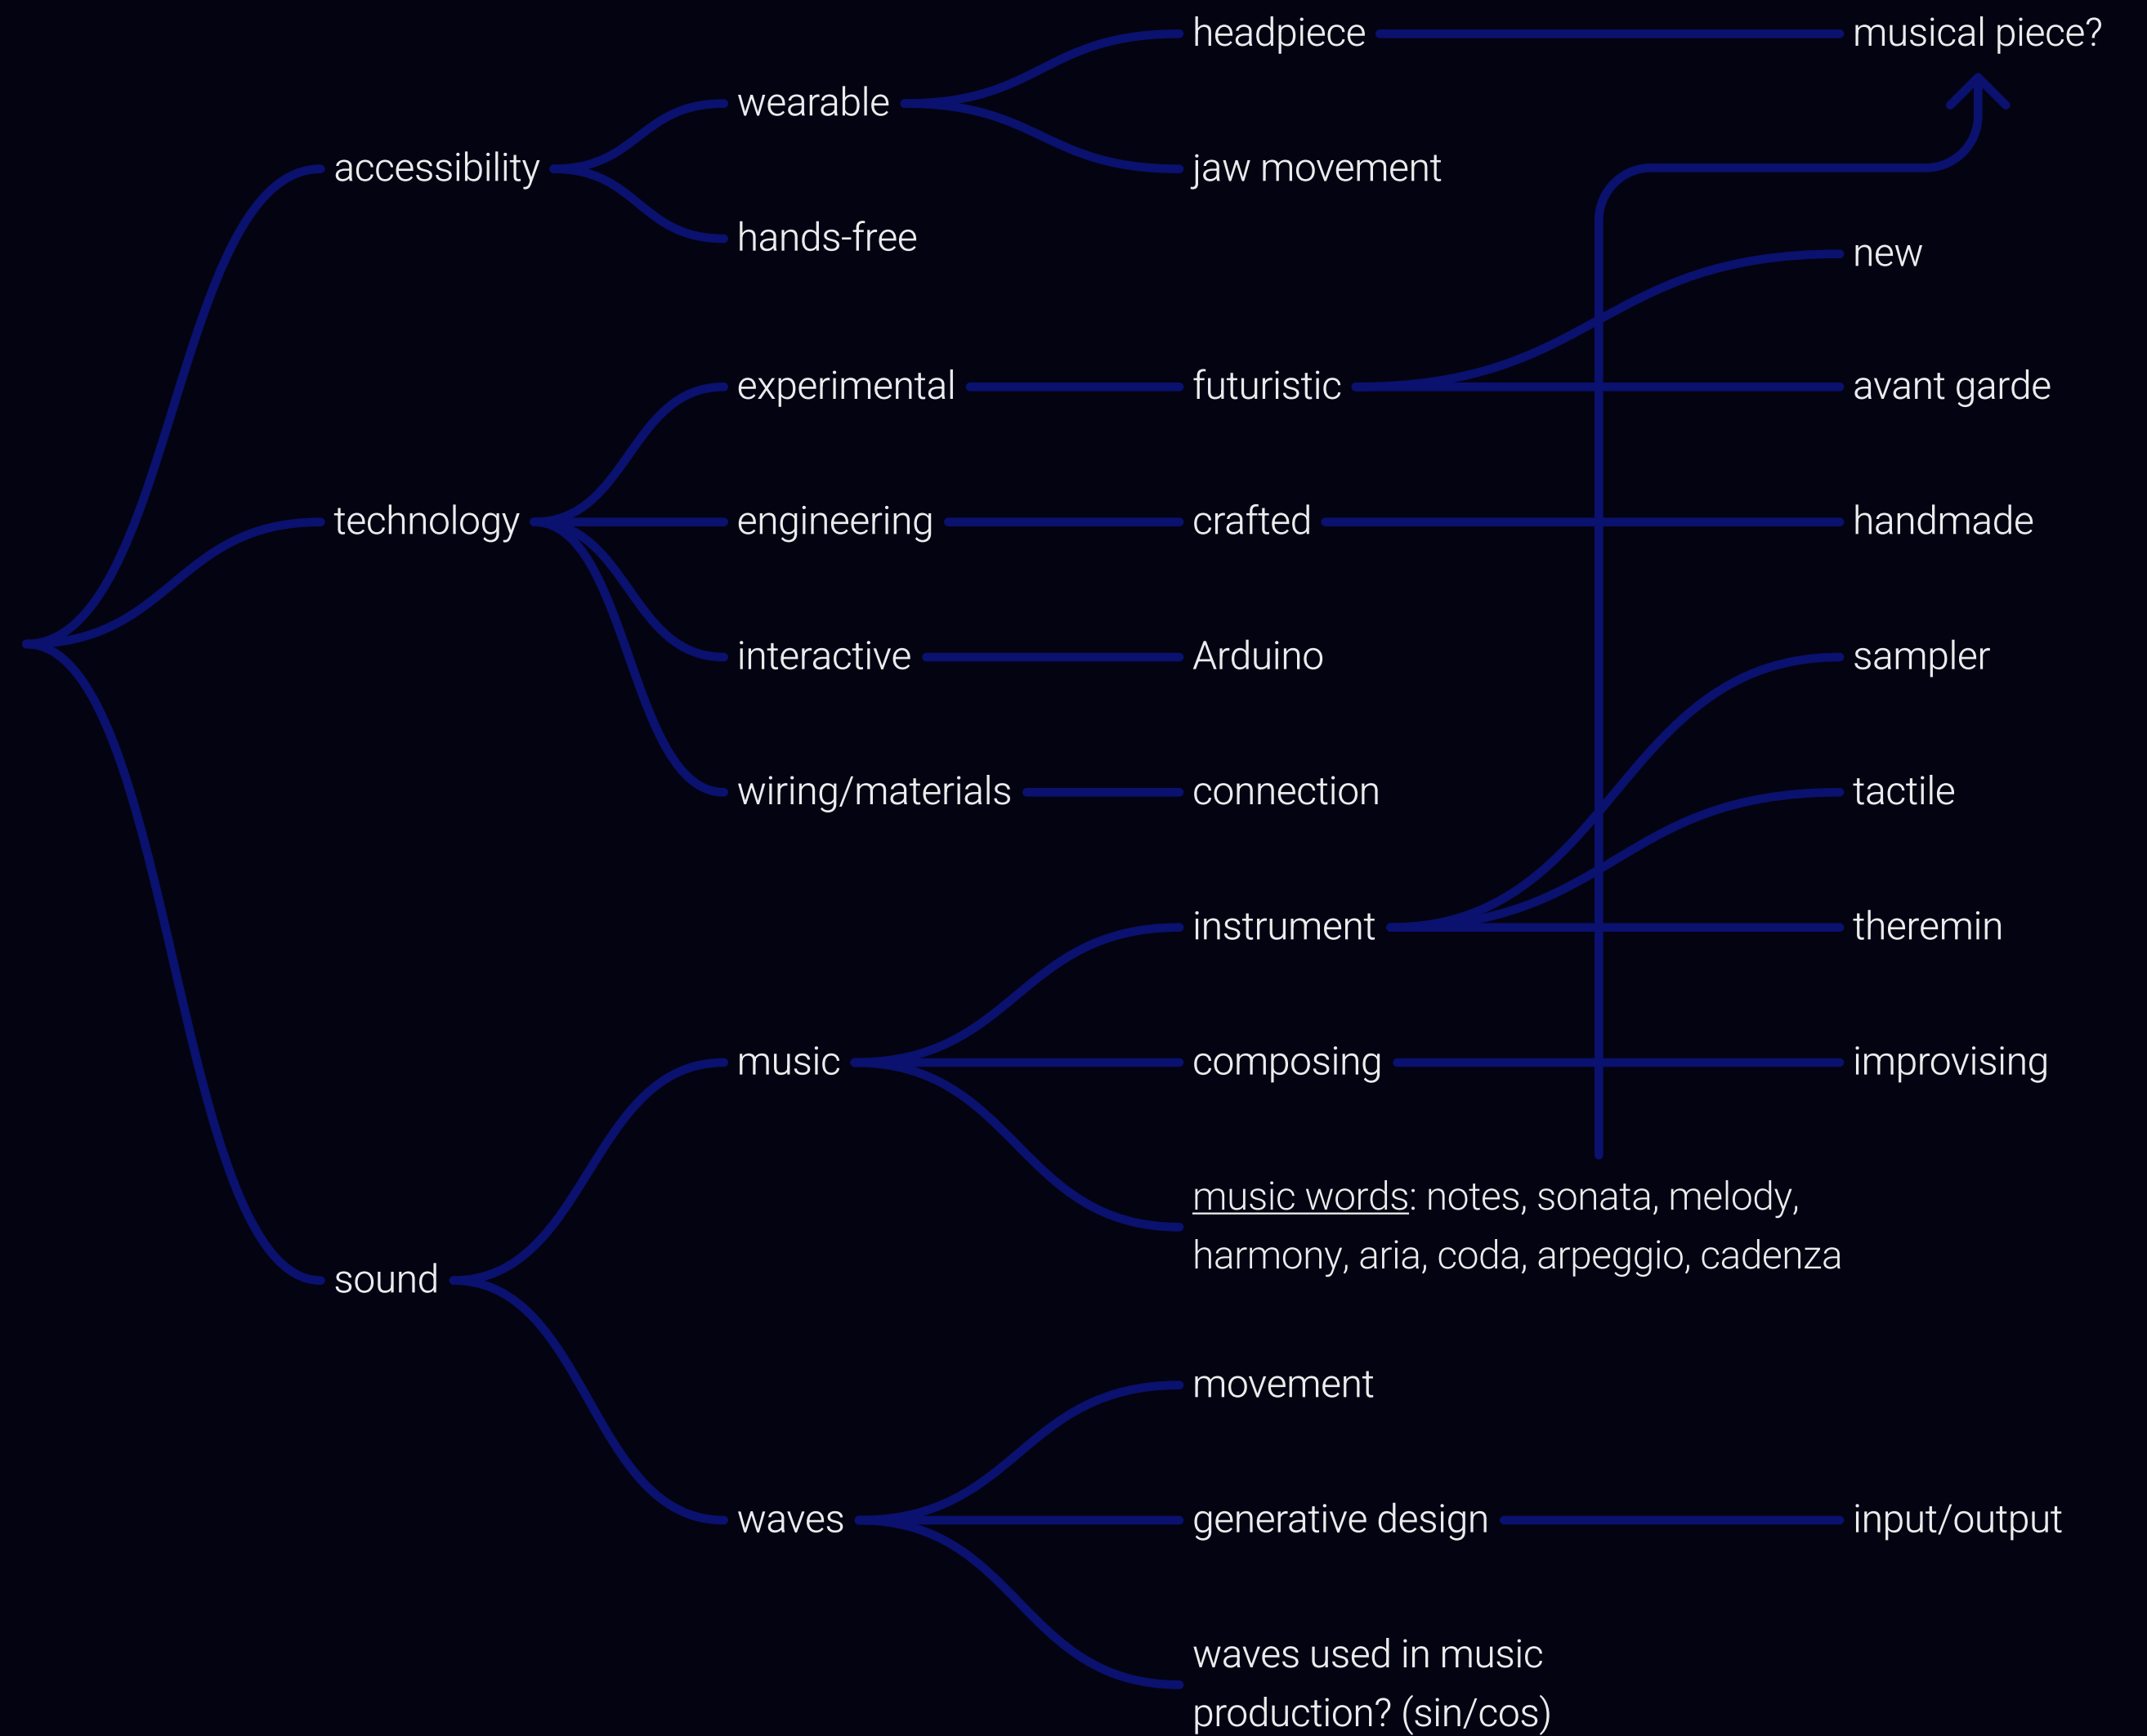 headpiece
musical piece?
wearable
accessibility
jaw movement
hands-free
new
experimental
futuristic
avant garde
technology
engineering
crafted
handmade
interactive
Arduino
sampler
wiring/materials
connection
tactile
instrument
theremin
music
composing
improvising
music words: notes, sonata, melody,
harmony, aria, coda, arpeggio, cadenza
sound
movement
waves
generative design
input/output
waves used in music
production? (sin/cos)